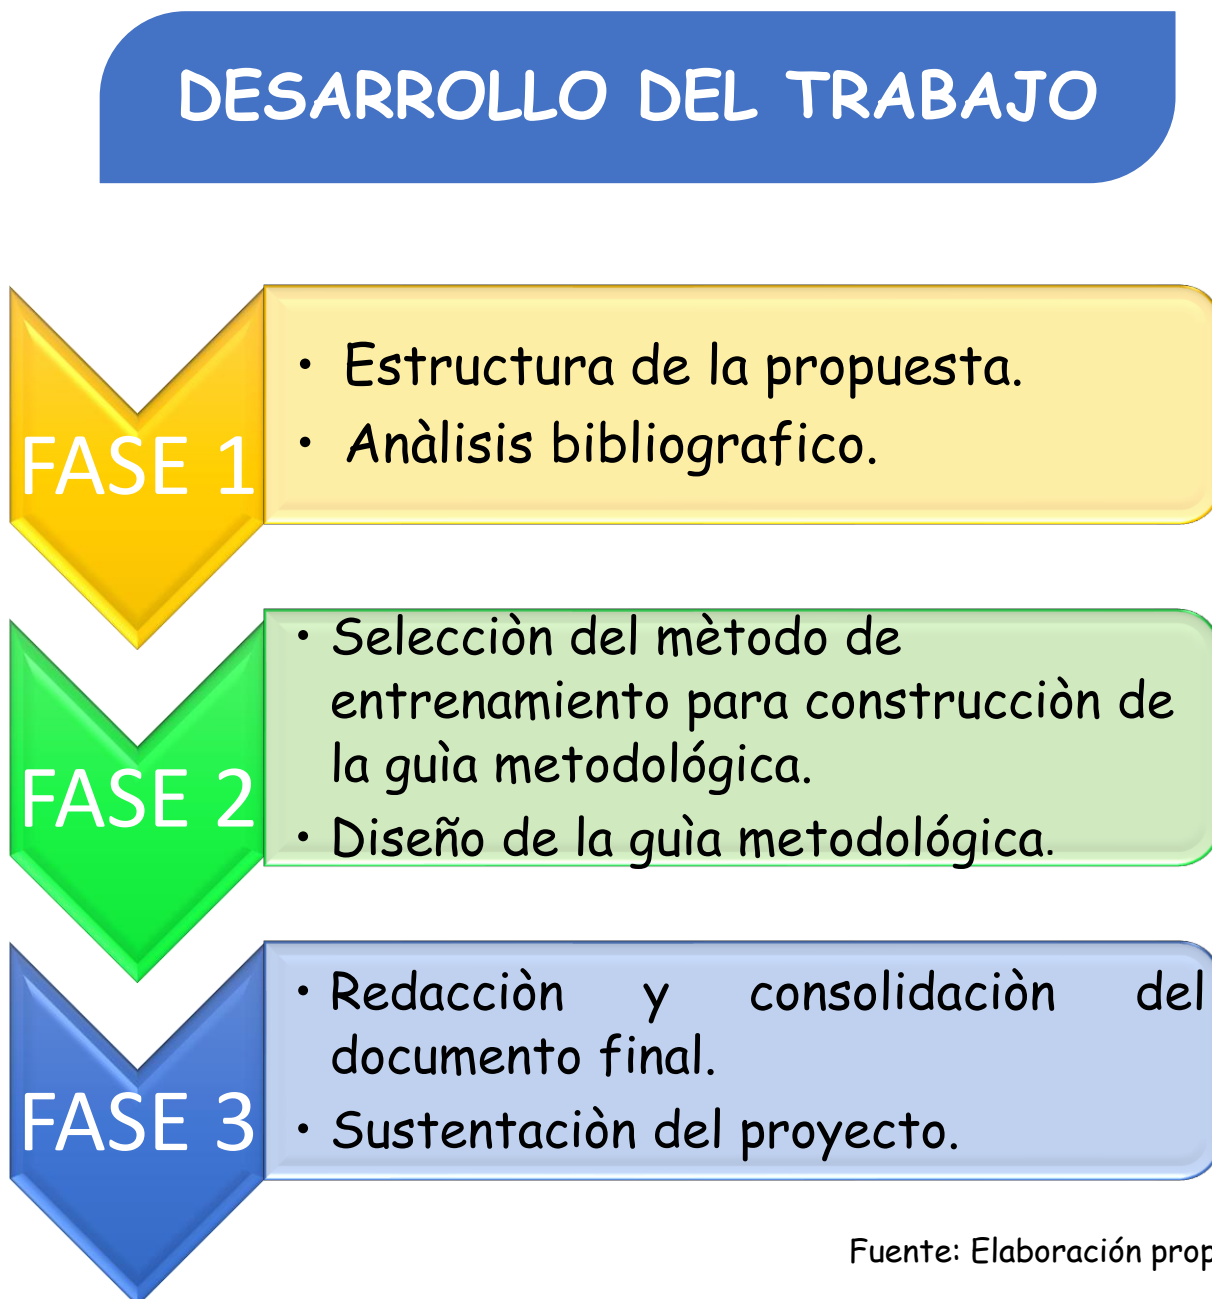 DESARROLLO DEL TRABAJO
FASE 1
• Estructura de la propuesta.
• Anàlisis bibliografico.
FASE 2
• Selecciòn del mètodo de
entrenamiento para construcciòn de
la guìa metodológica.
• Diseño de la guìa metodológica.
FASE 3
• Redacciòn y consolidaciòn del
documento final.
• Sustentaciòn del proyecto.
Fuente: Elaboración prop